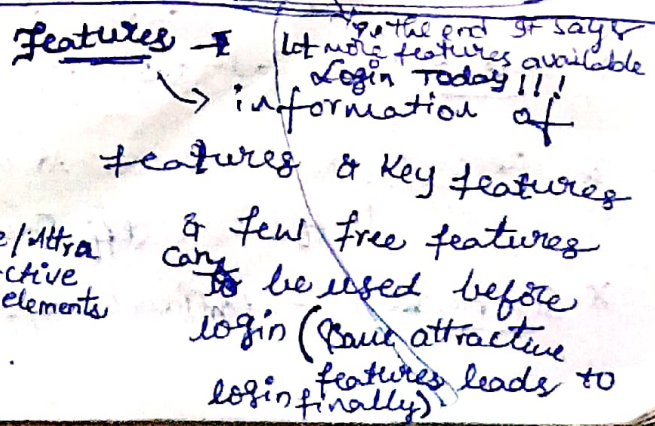 In the end It says
Features → Lot more features available
Login Today!!!
↳ information of
features & Key features
& few free features
can be used before
login ( attractive
features leads to
login finally)
e/Attra
-ctive
elements